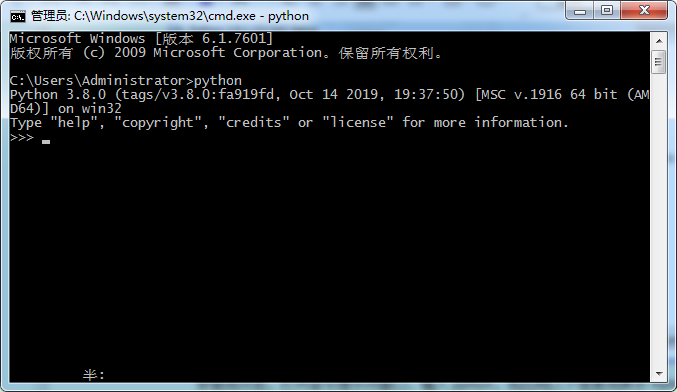 管理员: C:\Windows\system32\cmd.exe - python
Microsoft Windows [版本 6.1.7601]
版权所有 (c) 2009 Microsoft Corporation。保留所有权利。
C:\Users\Administrator>python
Python 3.8.0 (tags/v3.8.0:fa919fd, Oct 14 2019, 19:37:50) [MSC v.1916 64 bit (AM
D64)] on win32
Type "help", "copyright", "credits" or "license" for more information.
>>>
半: